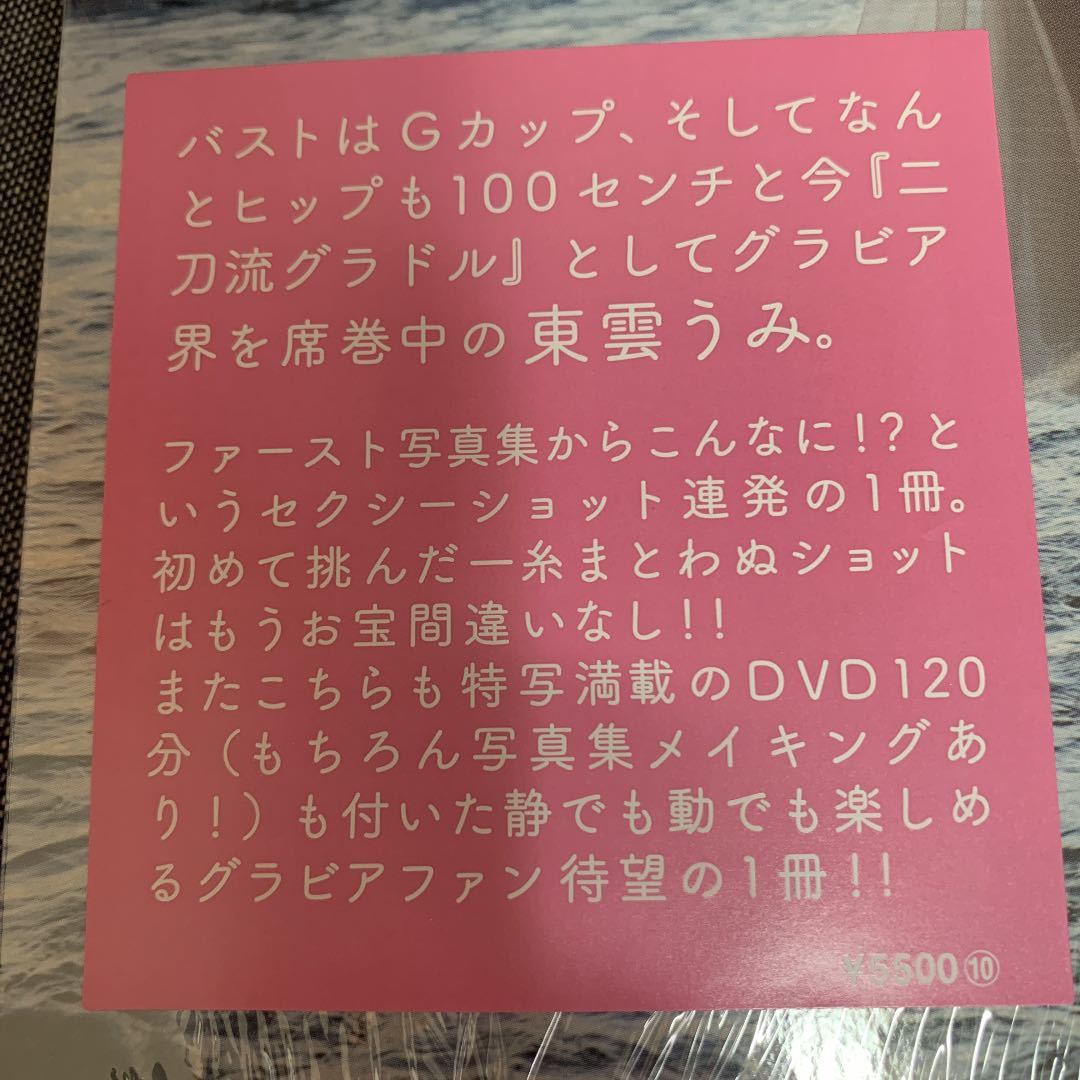 バストはGカップ、そしてなん
とヒップも100センチと今『二
刀流グラドル』としてグラビア
界を席巻中の東雲うみ。
ファースト写真集からこんなに!?と
いうセクシーショット連発の1冊。
初めて挑んだ一糸まとわぬショット
はもうお宝間違いなし!!
またこちらも特写満載のDVD120
分（もちろん写真集メイキングあ
り!）も付いた静でも動でも楽しめ
るグラビアファン待望の1冊!!
¥5500⑩